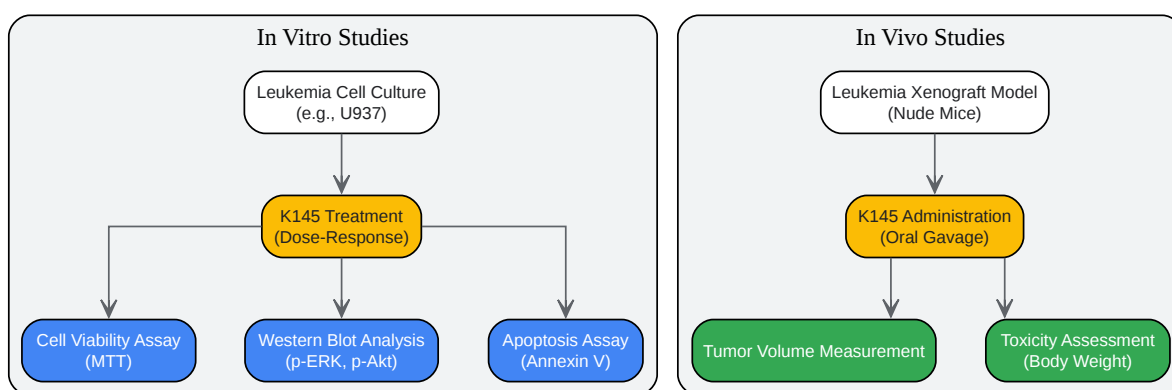 In Vitro Studies
Leukemia Cell Culture
(e.g., U937)
K145 Treatment
(Dose-Response)
Cell Viability Assay
(MTT)
Western Blot Analysis
(p-ERK, p-Akt)
Apoptosis Assay
(Annexin V)
In Vivo Studies
Leukemia Xenograft Model
(Nude Mice)
K145 Administration
(Oral Gavage)
Tumor Volume Measurement
Toxicity Assessment
(Body Weight)